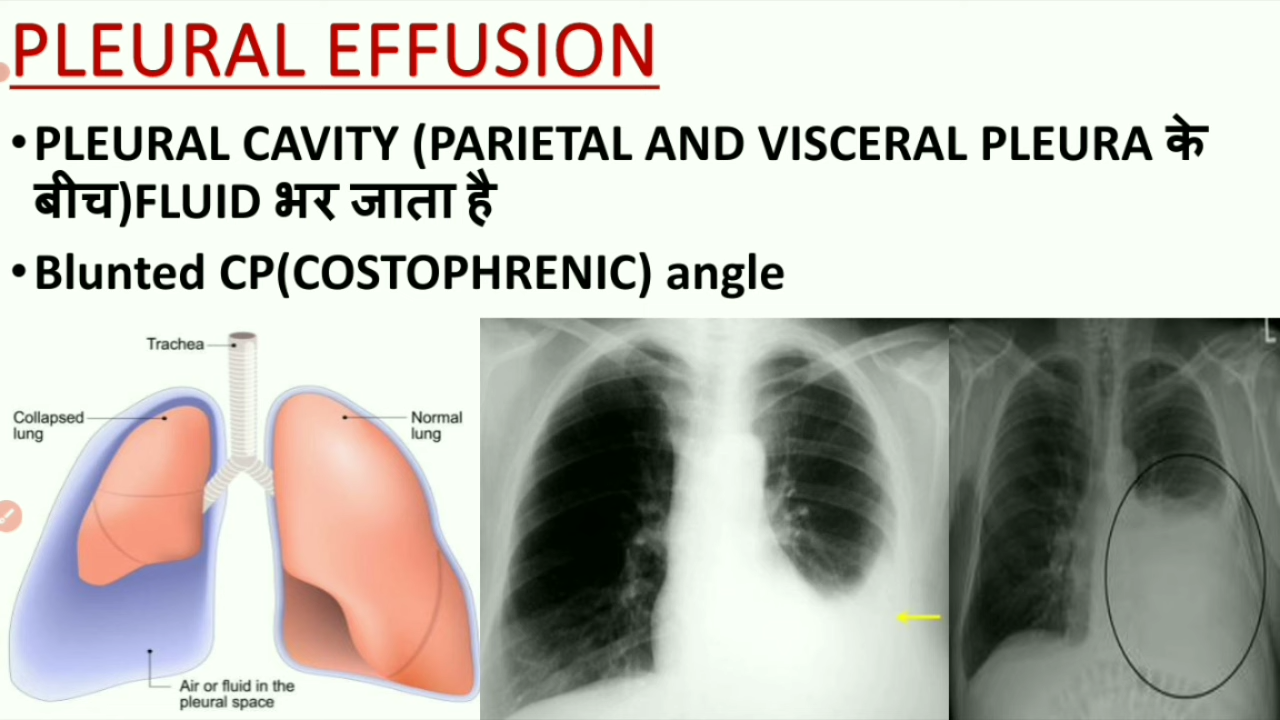 PLEURAL EFFUSION
•PLEURAL CAVITY (PARIETAL AND VISCERAL PLEURA के
बीच)FLUID भर जाता है
•Blunted CP(COSTOPHRENIC) angle
Trachea
Collapsed
lung
Normal
lung
Air or fluid in the
pleural space
L